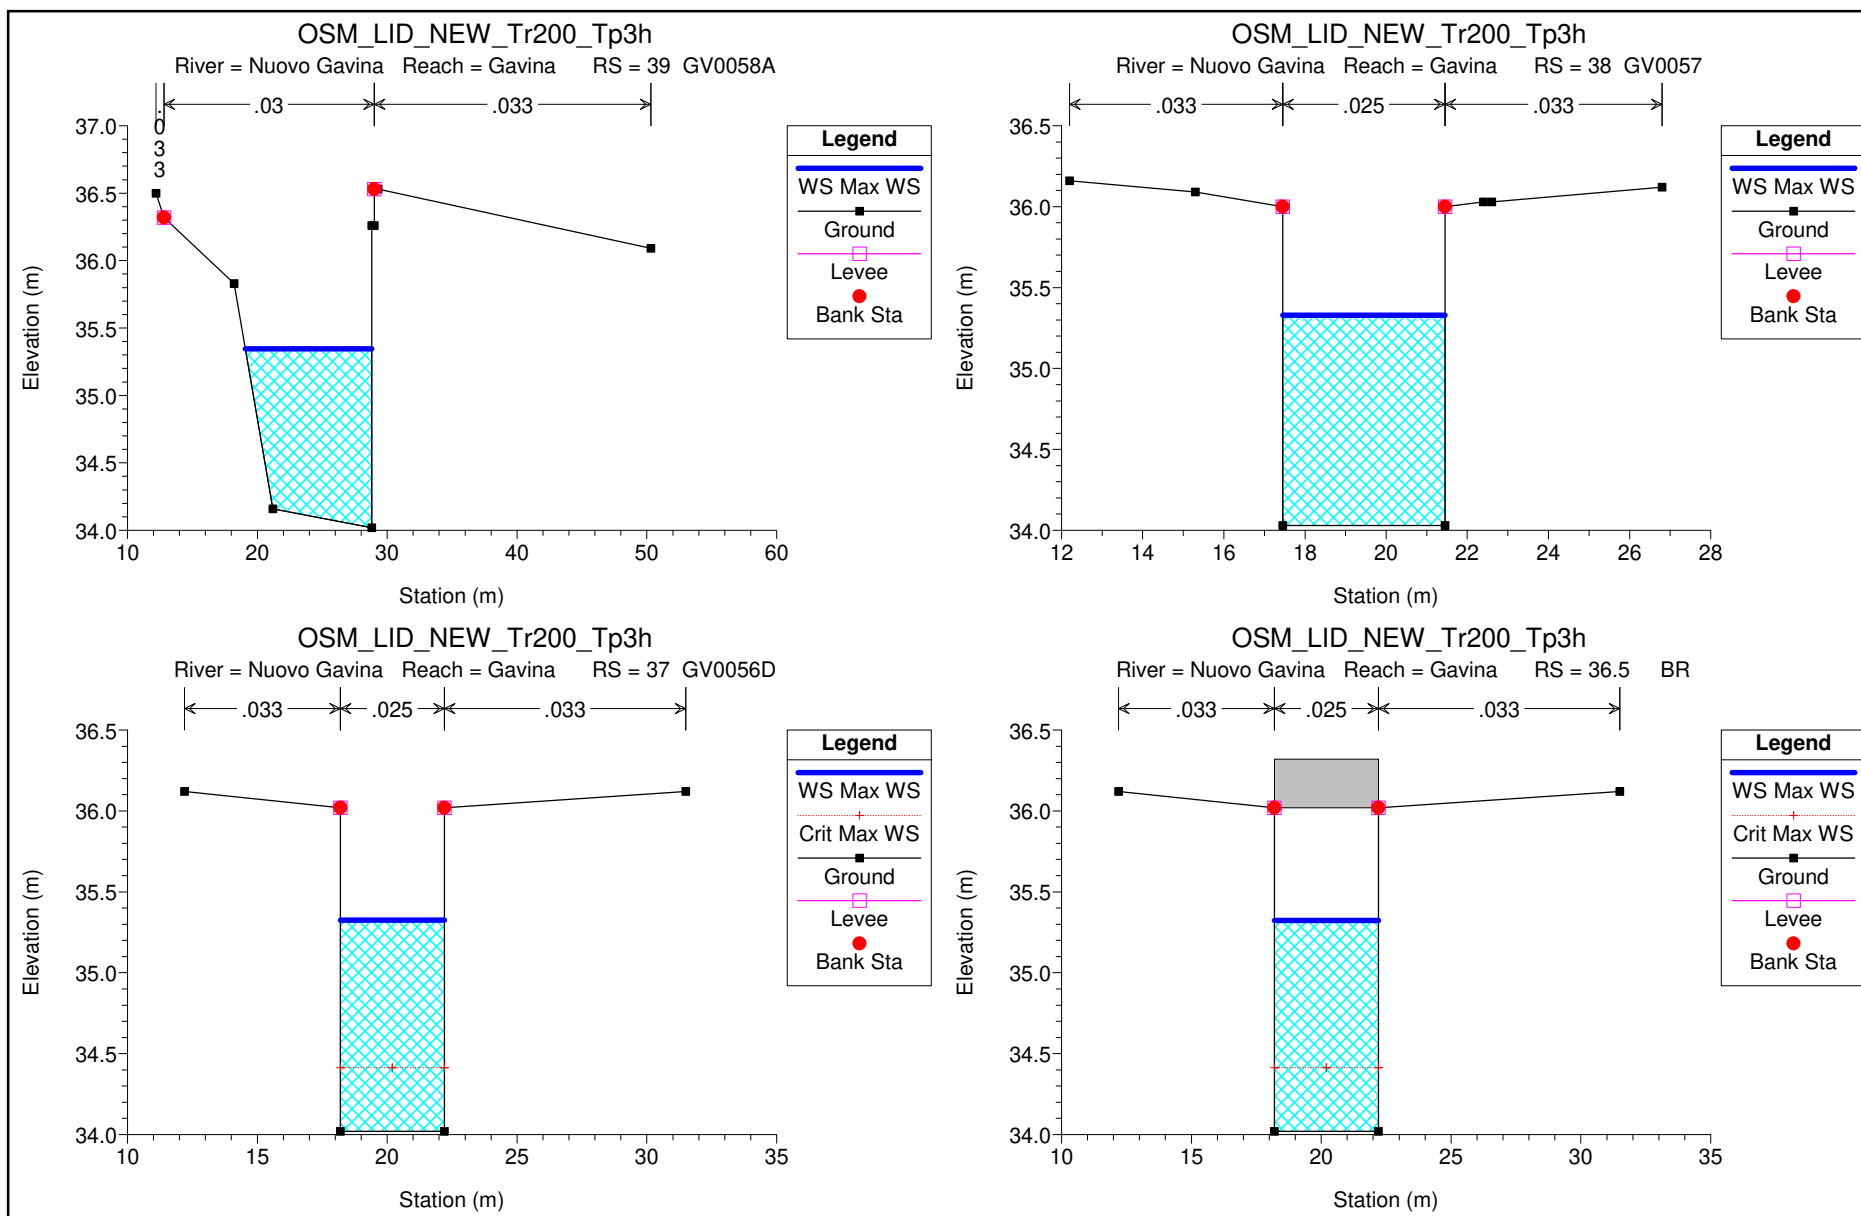 OSM_LID_NEW_Tr200_Tp3h
River = Nuovo Gavina Reach = Gavina RS = 39 GV0058A
.033
.03
.033
37.0
36.5
36.0
35.5
35.0
34.5
34.0
Elevation (m)
10 20 30 40 50 60
Station (m)
Legend
WS Max WS
Ground
Levee
Bank Sta
OSM_LID_NEW_Tr200_Tp3h
River = Nuovo Gavina Reach = Gavina RS = 38 GV0057
.033
.025
.033
36.5
36.0
35.5
35.0
34.5
34.0
Elevation (m)
12 14 16 18 20 22 24 26 28
Station (m)
Legend
WS Max WS
Ground
Levee
Bank Sta
OSM_LID_NEW_Tr200_Tp3h
River = Nuovo Gavina Reach = Gavina RS = 37 GV0056D
.033
.025
.033
36.5
36.0
35.5
35.0
34.5
34.0
Elevation (m)
10 15 20 25 30 35
Station (m)
Legend
WS Max WS
Crit Max WS
Ground
Levee
Bank Sta
OSM_LID_NEW_Tr200_Tp3h
River = Nuovo Gavina Reach = Gavina RS = 36.5 BR
.033
.025
.033
36.5
36.0
35.5
35.0
34.5
34.0
Elevation (m)
10 15 20 25 30 35
Station (m)
Legend
WS Max WS
Crit Max WS
Ground
Levee
Bank Sta